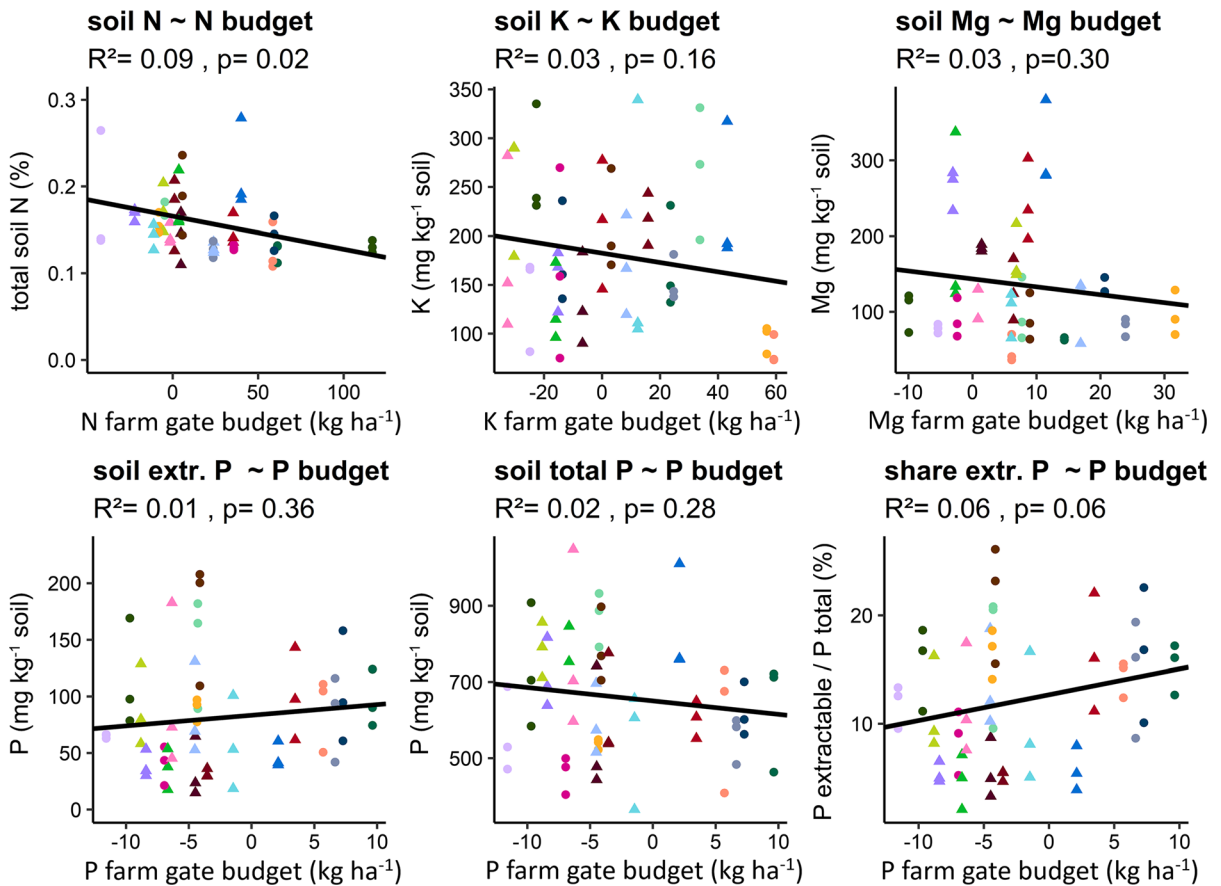 soil N ~ N budget
R²= 0.09 , p= 0.02
0.3
0.2
0.1
0.0
total soil N (%)
0
50
100
N farm gate budget (kg ha⁻¹)
soil K ~ K budget
R²= 0.03 , p= 0.16
350
300
250
200
150
100
K (mg kg⁻¹ soil)
-20
0
20
40
60
K farm gate budget (kg ha⁻¹)
soil Mg ~ Mg budget
R²= 0.03 , p=0.30
300
200
100
Mg (mg kg⁻¹ soil)
-10
0
10
20
30
Mg farm gate budget (kg ha⁻¹)
soil extr. P ~ P budget
R²= 0.01 , p= 0.36
200
150
100
50
0
P (mg kg⁻¹ soil)
-10
-5
0
5
10
P farm gate budget (kg ha⁻¹)
soil total P ~ P budget
R²= 0.02 , p= 0.28
900
700
500
P (mg kg⁻¹ soil)
-10
-5
0
5
10
P farm gate budget (kg ha⁻¹)
share extr. P ~ P budget
R²= 0.06 , p= 0.06
20
10
P extractable / P total (%)
-10
-5
0
5
10
P farm gate budget (kg ha⁻¹)